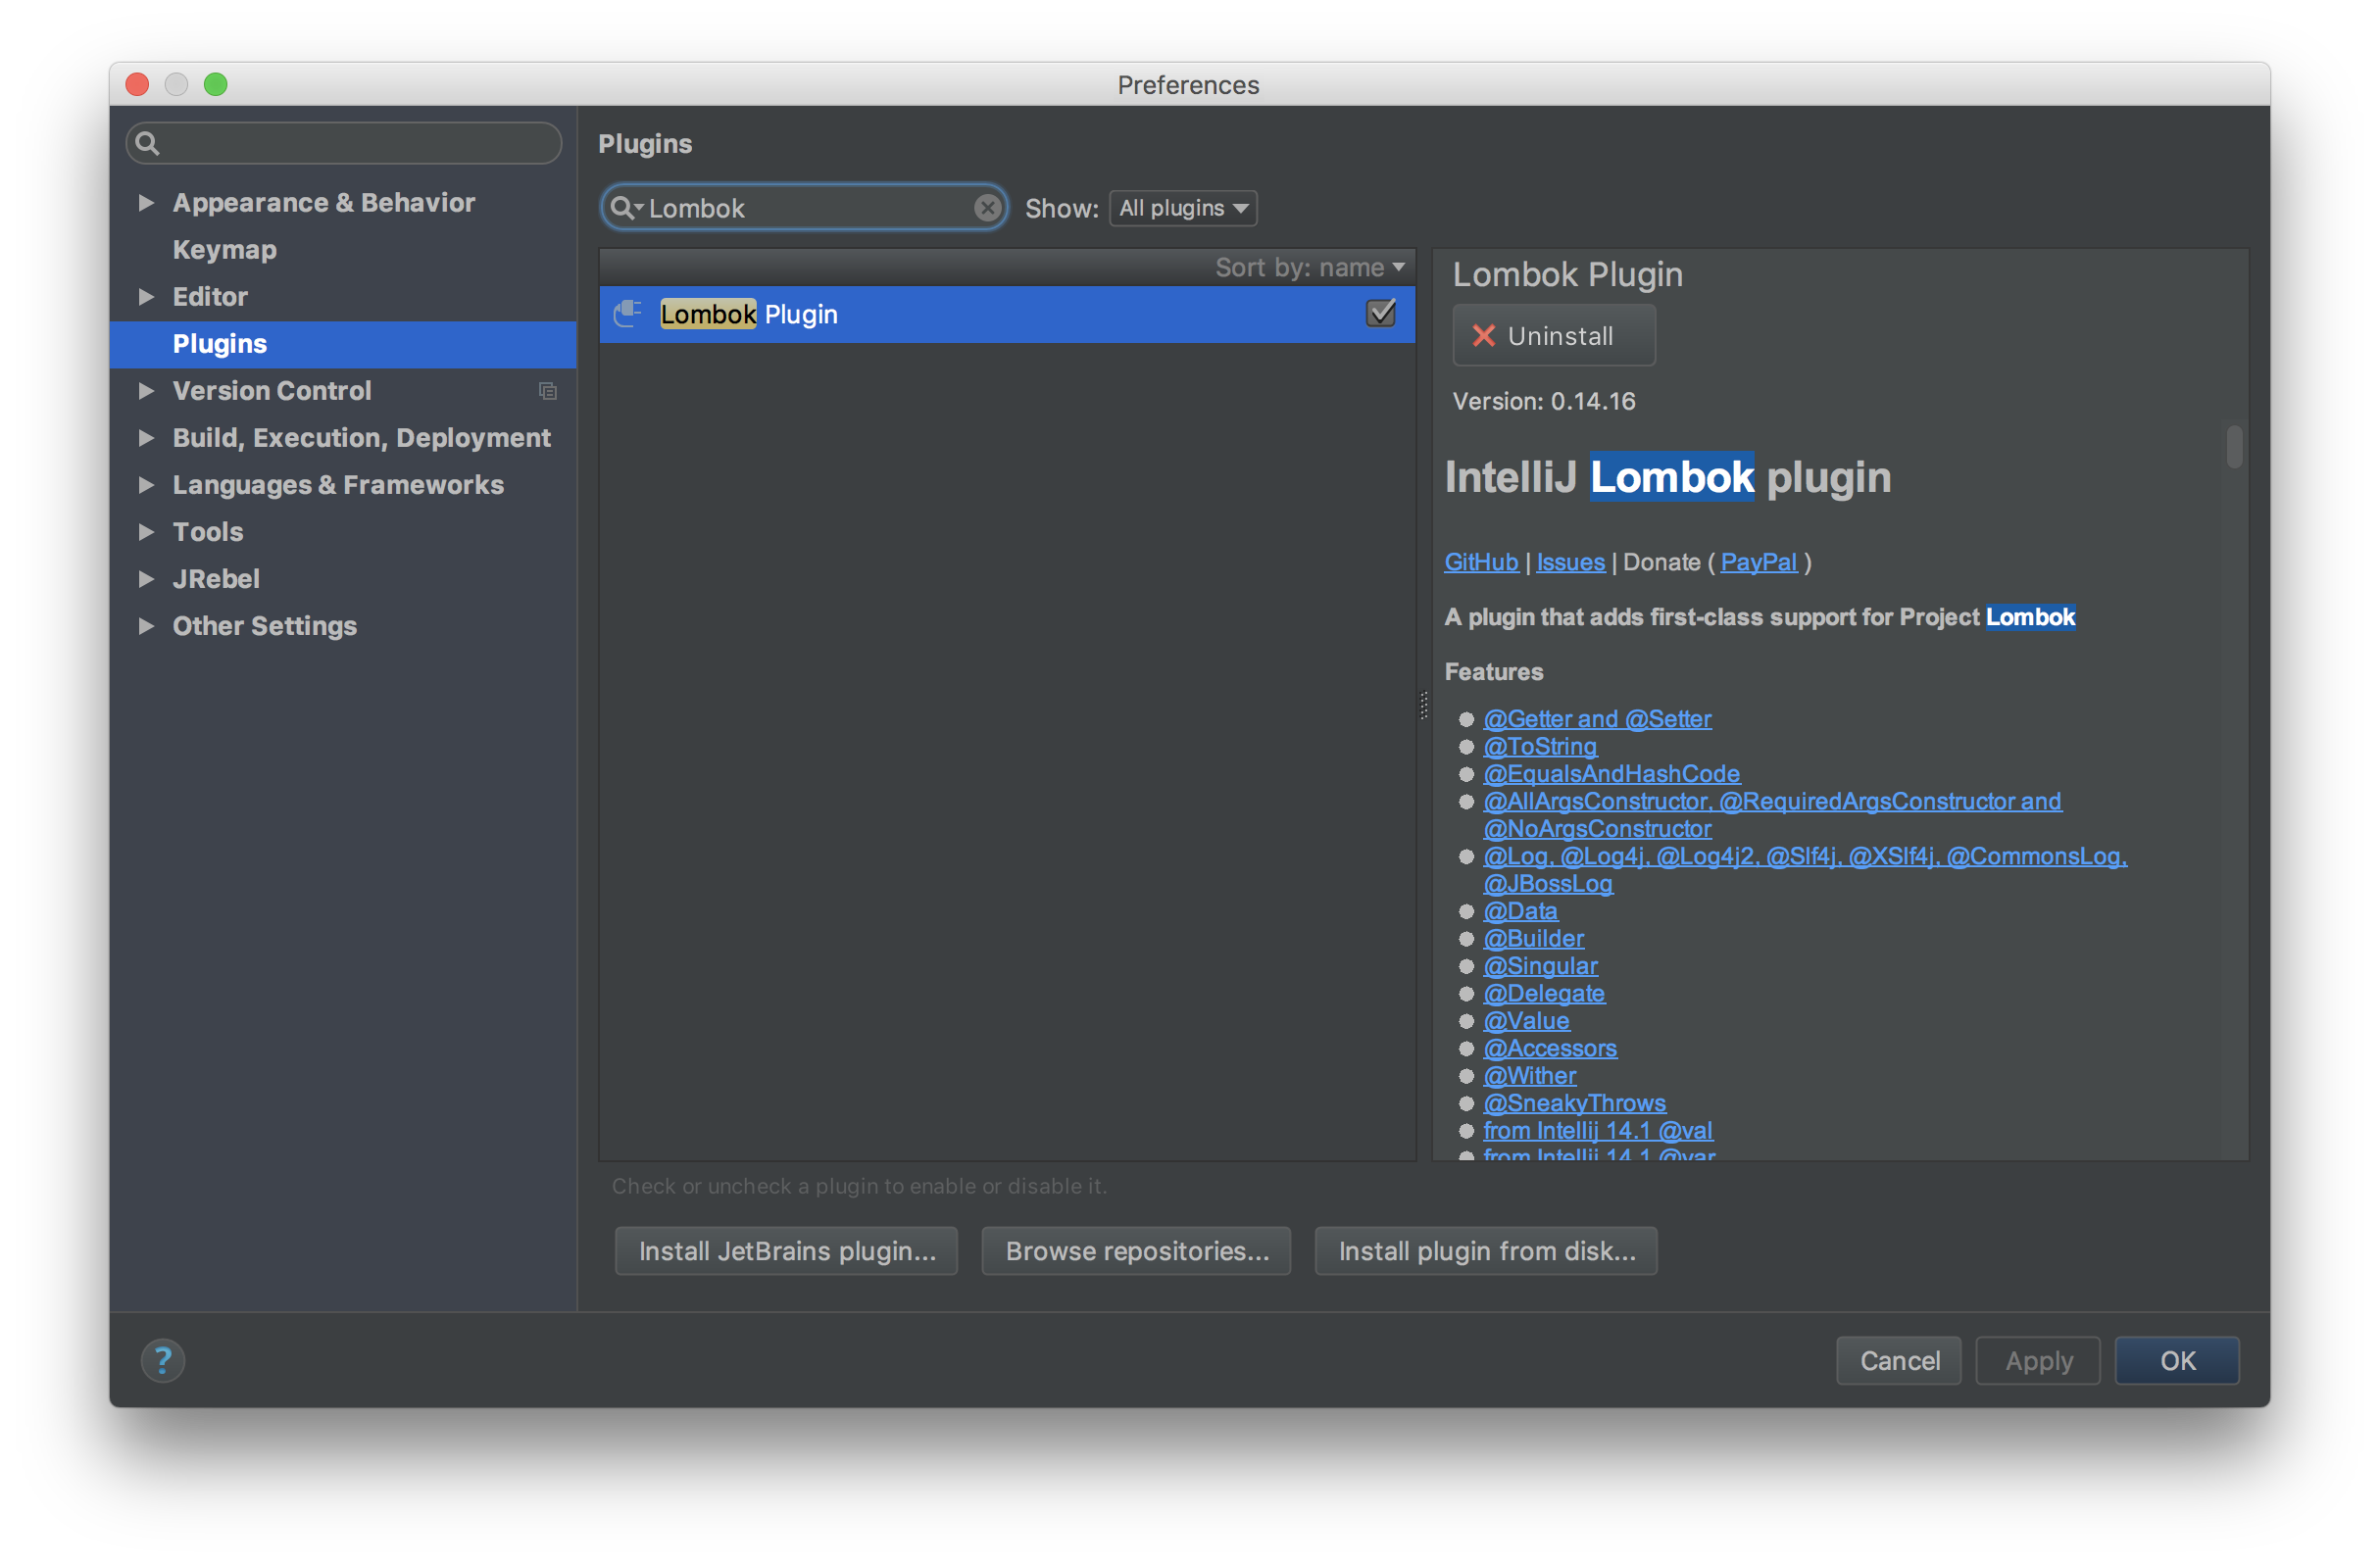 Preferences
Appearance & Behavior
Keymap
Editor
Plugins
Version Control
Build, Execution, Deployment
Languages & Frameworks
Tools
JRebel
Other Settings
Plugins
Lombok
Show: All plugins
Sort by: name
Lombok Plugin
Check or uncheck a plugin to enable or disable it.
Install JetBrains plugin...
Browse repositories...
Install plugin from disk...
Lombok Plugin
Uninstall
Version: 0.14.16
IntelliJ Lombok plugin
GitHub | Issues | Donate ( PayPal )
A plugin that adds first-class support for Project Lombok
Features
@Getter and @Setter
@ToString
@EqualsAndHashCode
@AllArgsConstructor, @RequiredArgsConstructor and
@NoArgsConstructor
@Log, @Log4j, @Log4j2, @Slf4j, @XSlf4j, @CommonsLog,
@JBossLog
@Data
@Builder
@Singular
@Delegate
@Value
@Accessors
@Wither
@SneakyThrows
from Intellij 14.1 @val
from Intellij 14.1 @var
?
Cancel
Apply
OK